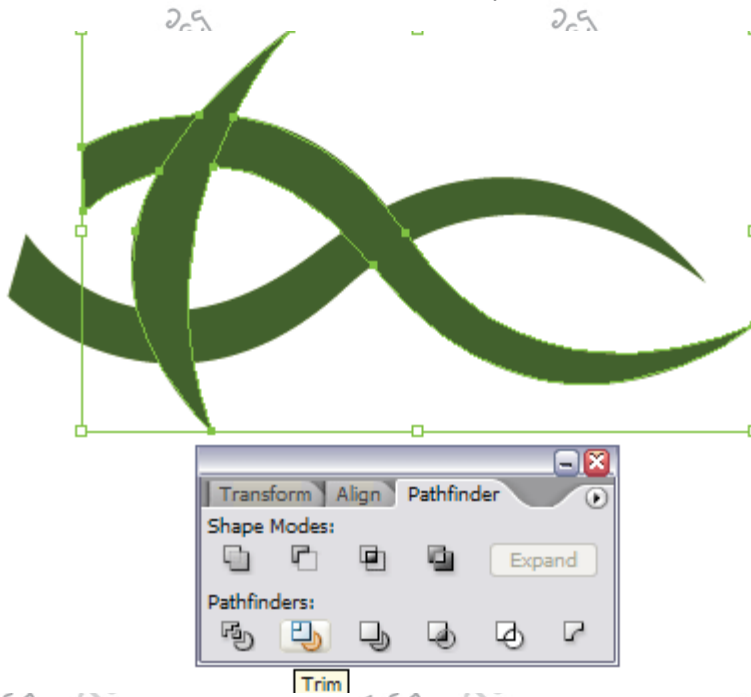 Transform Align Pathfinder
Shape Modes:
Expand
Pathfinders:
Trim